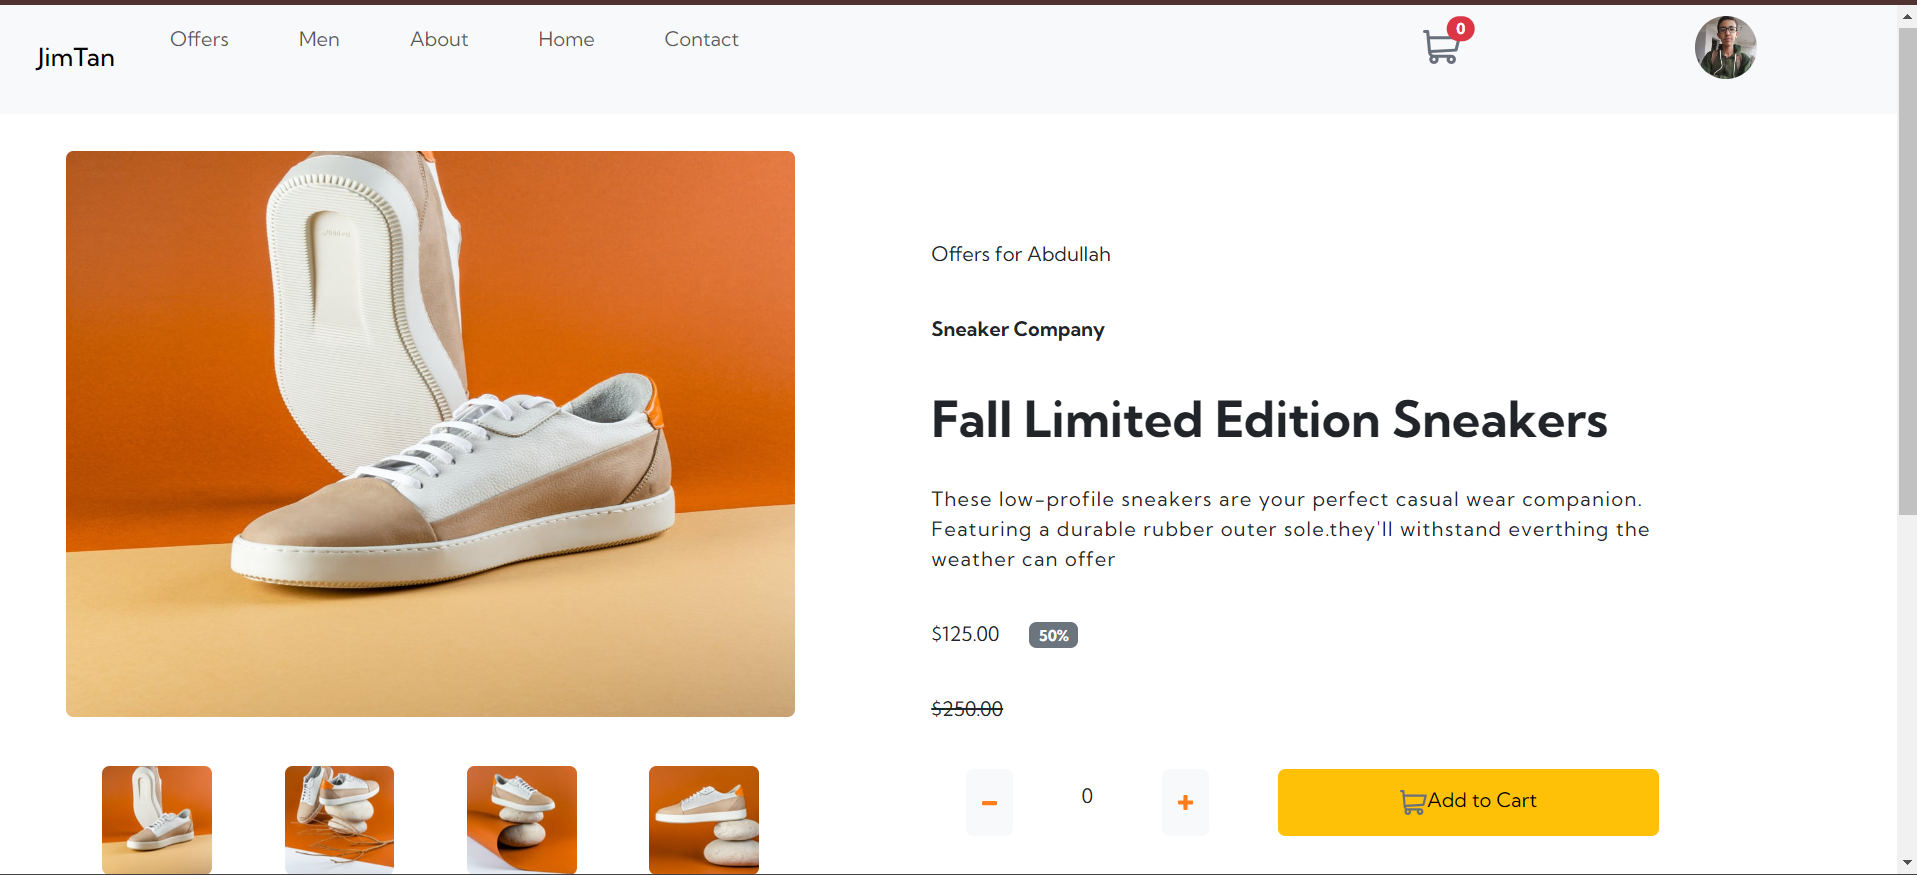 JimTan
Offers
Men
About
Home
Contact
0
Offers for Abdullah
Sneaker Company
Fall Limited Edition Sneakers
These low-profile sneakers are your perfect casual wear companion.
Featuring a durable rubber outer sole.they'll withstand everthing the
weather can offer
$125.00
50%
$250.00
0
Add to Cart